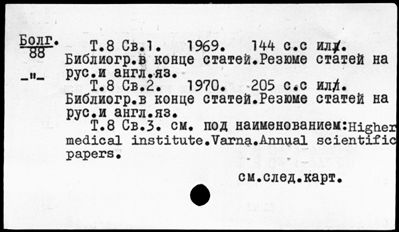 Болг.
88
-"-
Т.8 Св.1. 1969. 144 с.с ил.
Библиогр.в конце статей.Резюме статей на
рус.и англ.яз.
Т.8 Св.2. 1970. 205 с.с ил.
Библиогр.в конце статей.Резюме статей на
рус.и англ.яз.
Т.8 Св.3. см. под наименованием:Higher
medical institute.Varna.Annual scientific
papers.
см.след.карт.